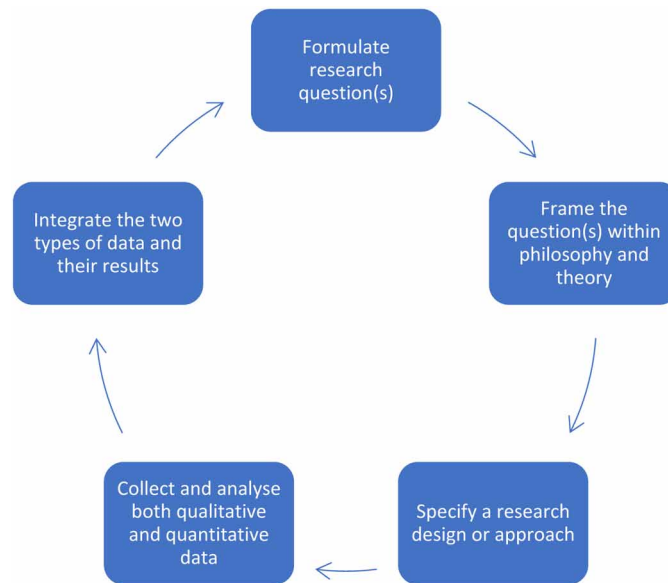 Formulate
research
question(s)
Frame the
question(s) within
philosophy and
theory
Specify a research
design or approach
Collect and analyse
both qualitative
and quantitative
data
Integrate the two
types of data and
their results